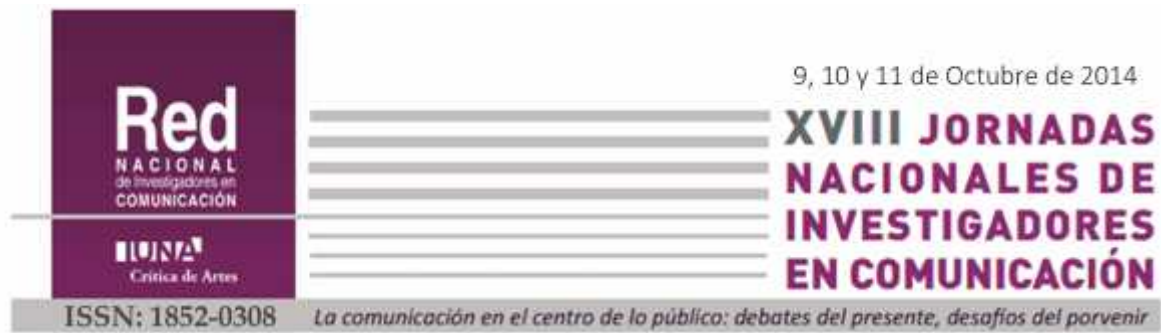 Red
NACIONAL
de Investigadores en
COMUNICACIÓN
IUNA
Crítica de Artes
9, 10 y 11 de Octubre de 2014
XVIII JORNADAS
NACIONALES DE
INVESTIGADORES
EN COMUNICACIÓN
ISSN: 1852-0308 La comunicación en el centro de lo público: debates del presente, desafíos del porvenir